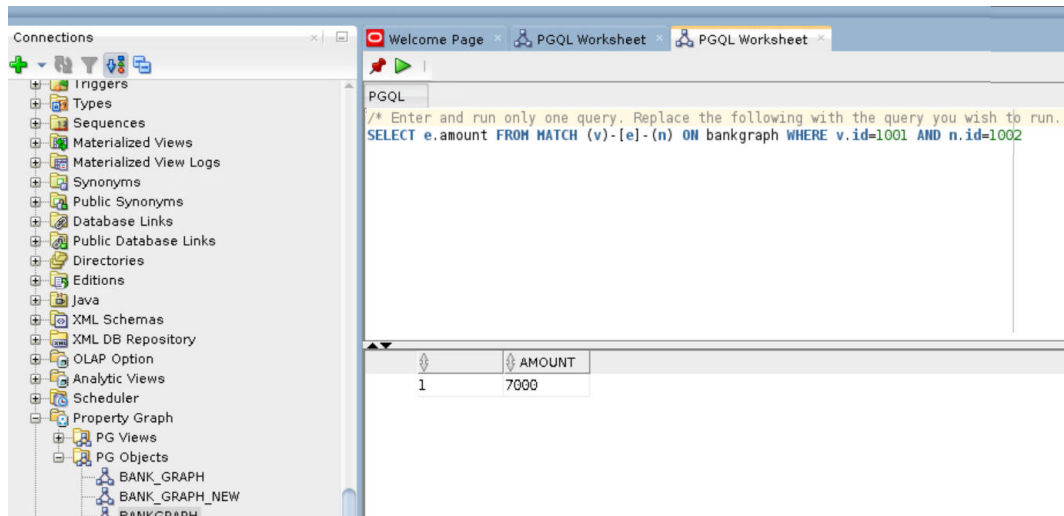 Connections
Triggers
Types
Sequences
Materialized Views
Materialized View Logs
Synonyms
Public Synonyms
Database Links
Public Database Links
Directories
Editions
Java
XML Schemas
XML DB Repository
OLAP Option
Analytic Views
Scheduler
Property Graph
PG Views
PG Objects
BANK_GRAPH
BANK_GRAPH_NEW
BANKGRAPH
Welcome Page PGQL Worksheet PGQL Worksheet
PGQL
/* Enter and run only one query. Replace the following with the query you wish to run.
SELECT e.amount FROM MATCH (v)-[e]-(n) ON bankgraph WHERE v.id=1001 AND n.id=1002
AMOUNT
1 7000